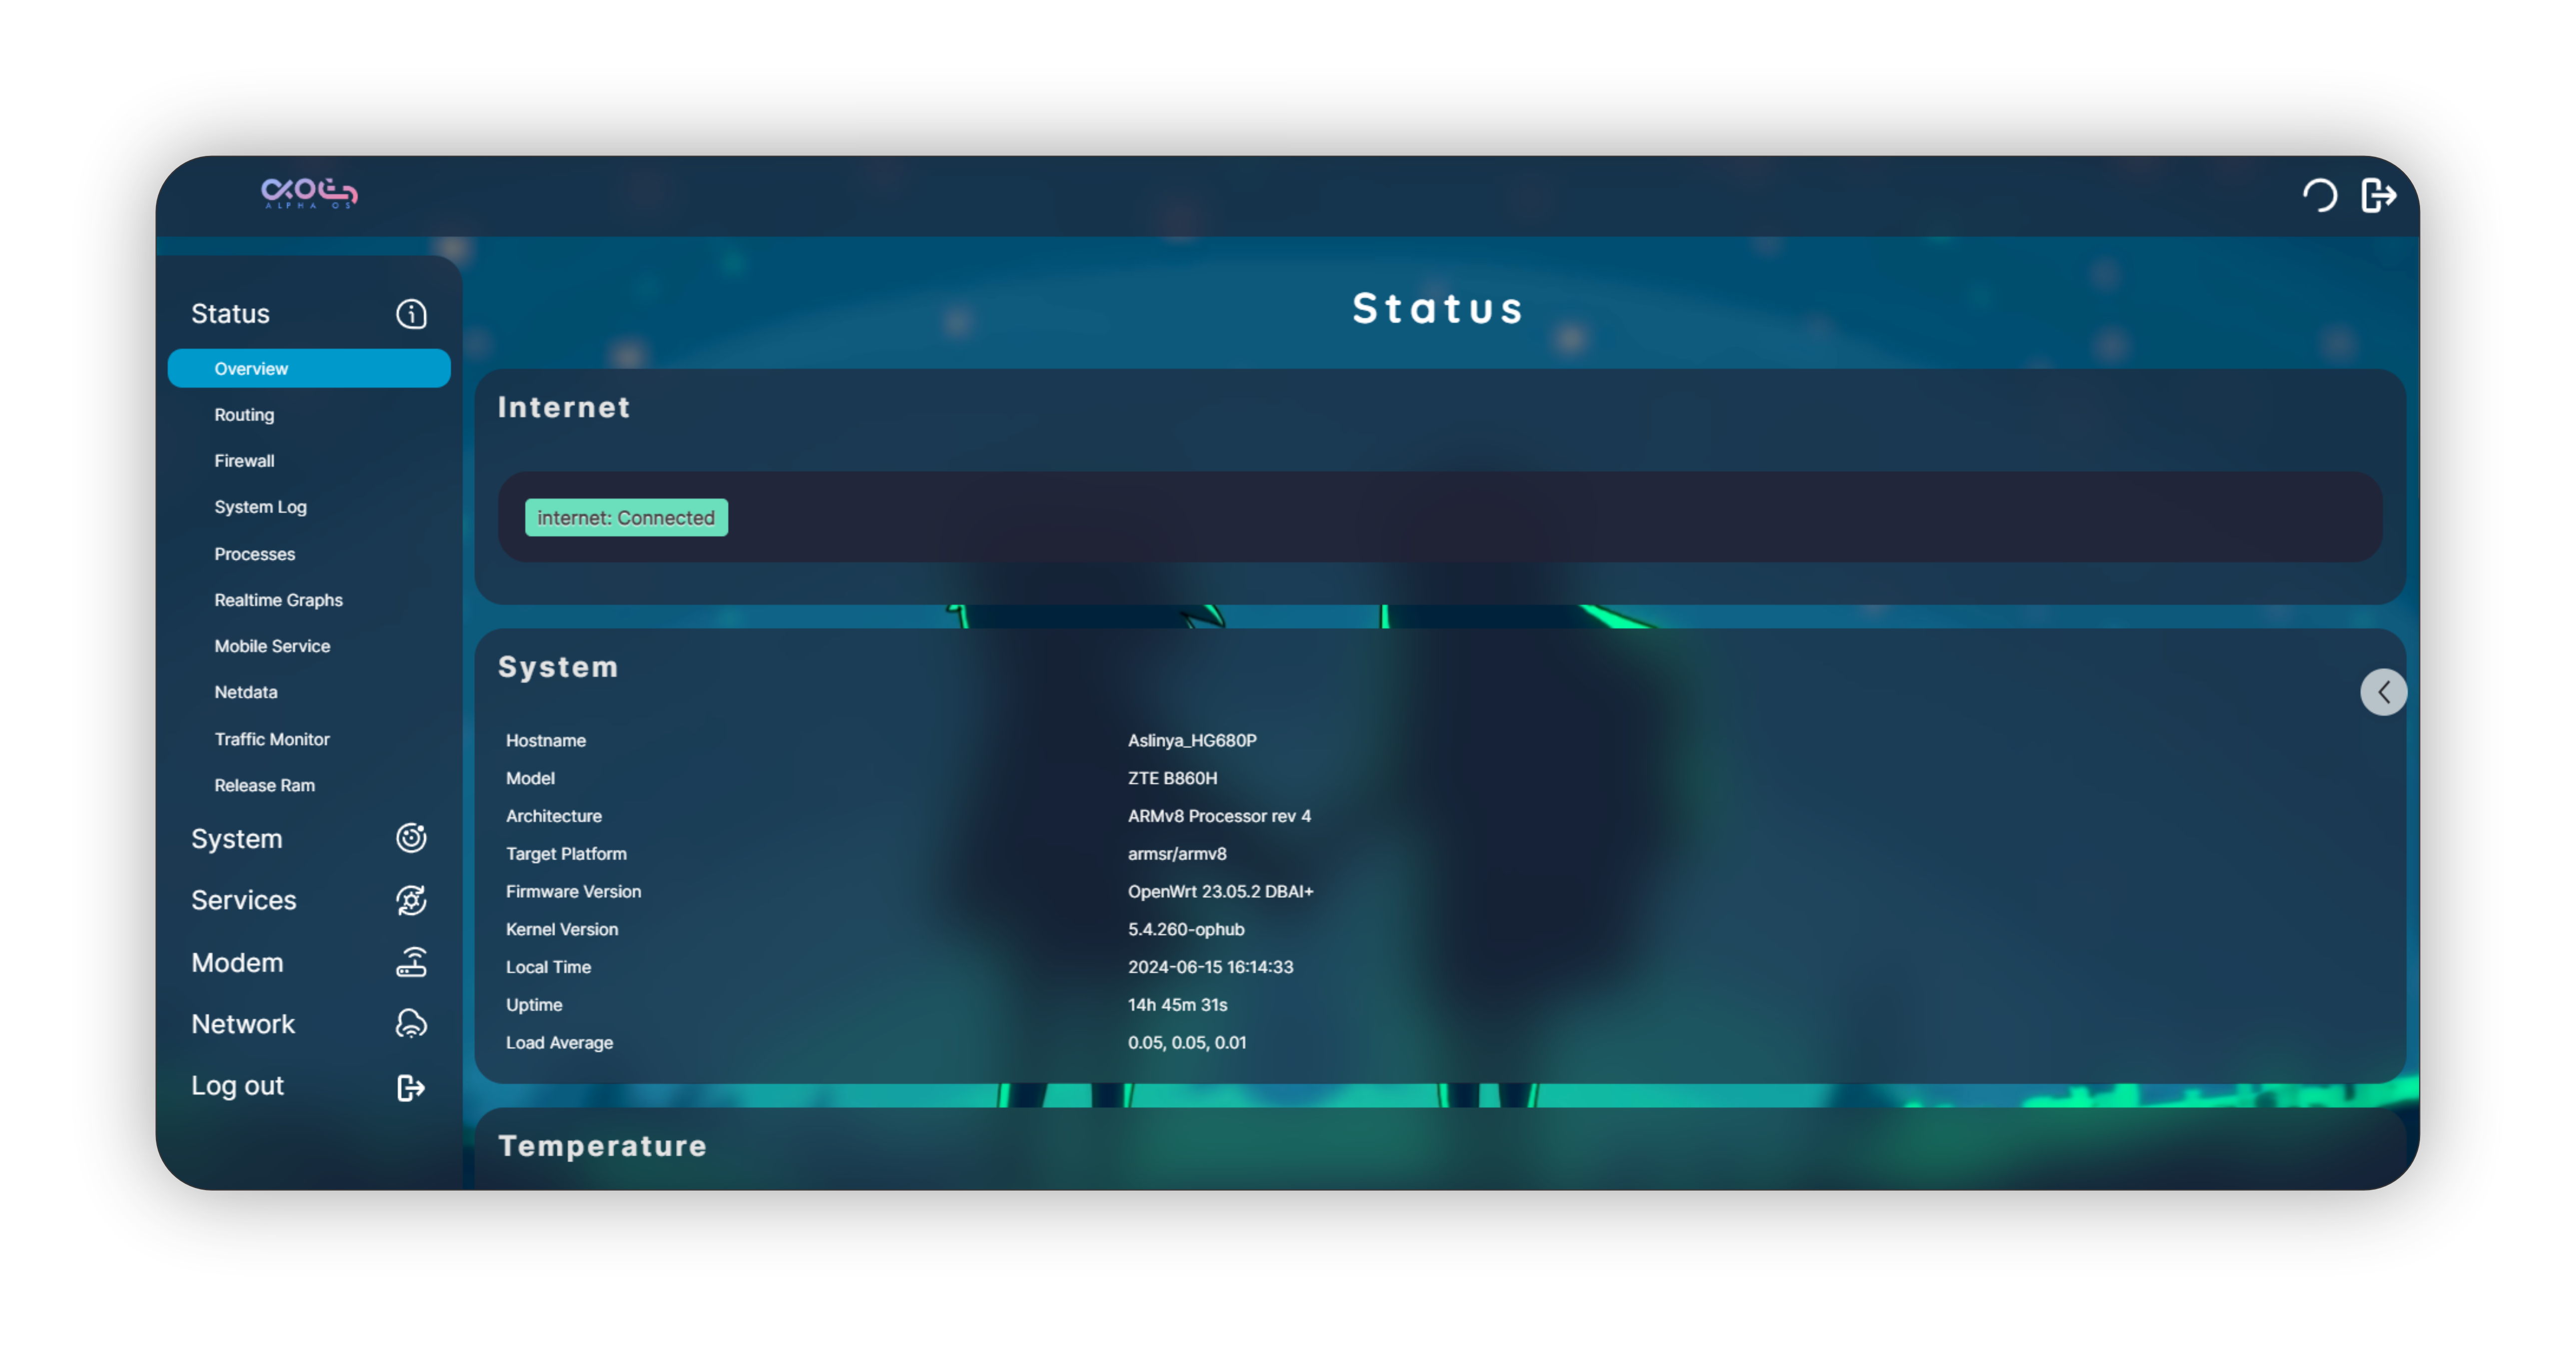 ALPHA OS
Status
Overview
Routing
Firewall
System Log
Processes
Realtime Graphs
Mobile Service
Netdata
Traffic Monitor
Release Ram
System
Services
Modem
Network
Log out
Status
Internet
internet: Connected
System
Hostname Aslinya_HG680P
Model ZTE B860H
Architecture ARMv8 Processor rev 4
Target Platform armsr/armv8
Firmware Version OpenWrt 23.05.2 DBAI+
Kernel Version 5.4.260-ophub
Local Time 2024-06-15 16:14:33
Uptime 14h 45m 31s
Load Average 0.05, 0.05, 0.01
Temperature